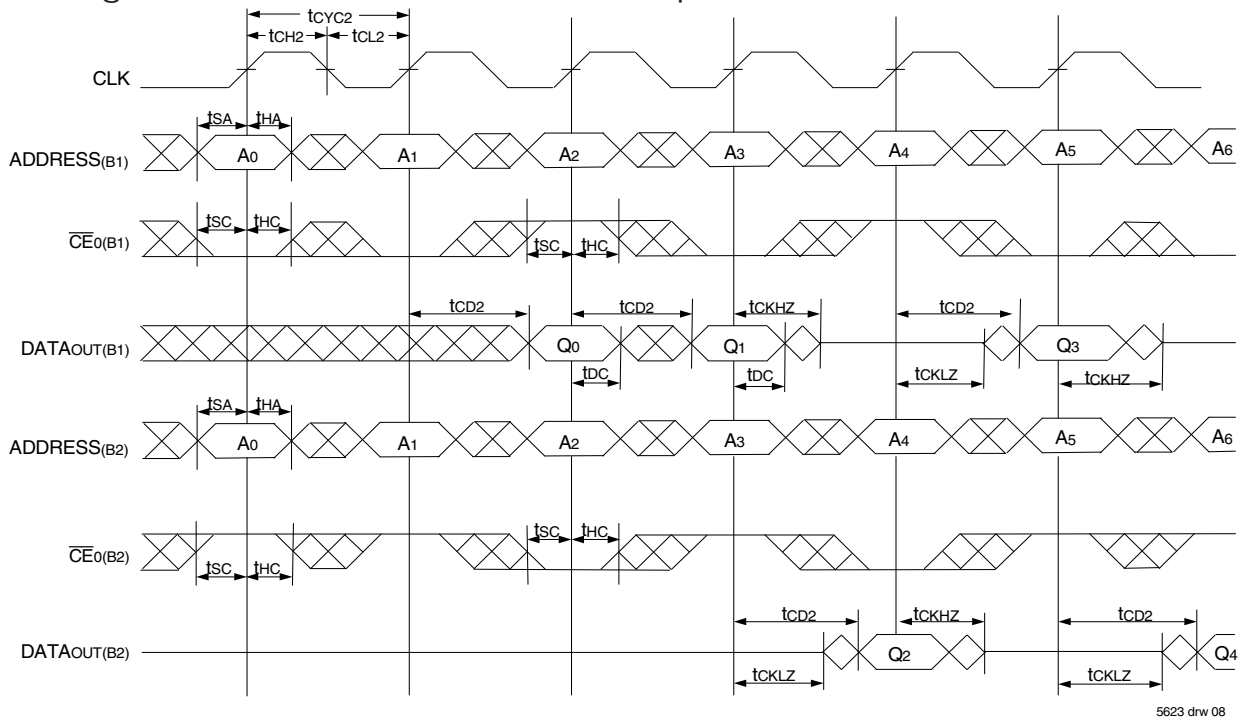 tCYC2
tCH2 tCL2
CLK
tSA tHA
ADDRESS(B1) A0 A1 A2 A3 A4 A5 A6
tSC tHC
CE0(B1)
tSC tHC
tCD2 tCD2 tCKHZ tCD2
DATAOUT(B1) Q0 Q1 Q3
tDC tDC tCKLZ tCKHZ
tSA tHA
ADDRESS(B2) A0 A1 A2 A3 A4 A5 A6
tSC tHC
CE0(B2)
tSC tHC
tCD2 tCKHZ tCD2
DATAOUT(B2) Q2 Q4
tCKLZ tCKLZ
5623 drw 08